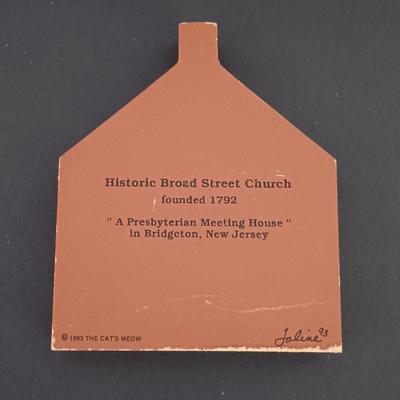 Historic Broad Street Church
founded 1792
" A Presbyterian Meeting House "
in Bridgeton, New Jersey
© 1993 THE CAT'S MEOW
Faline 93